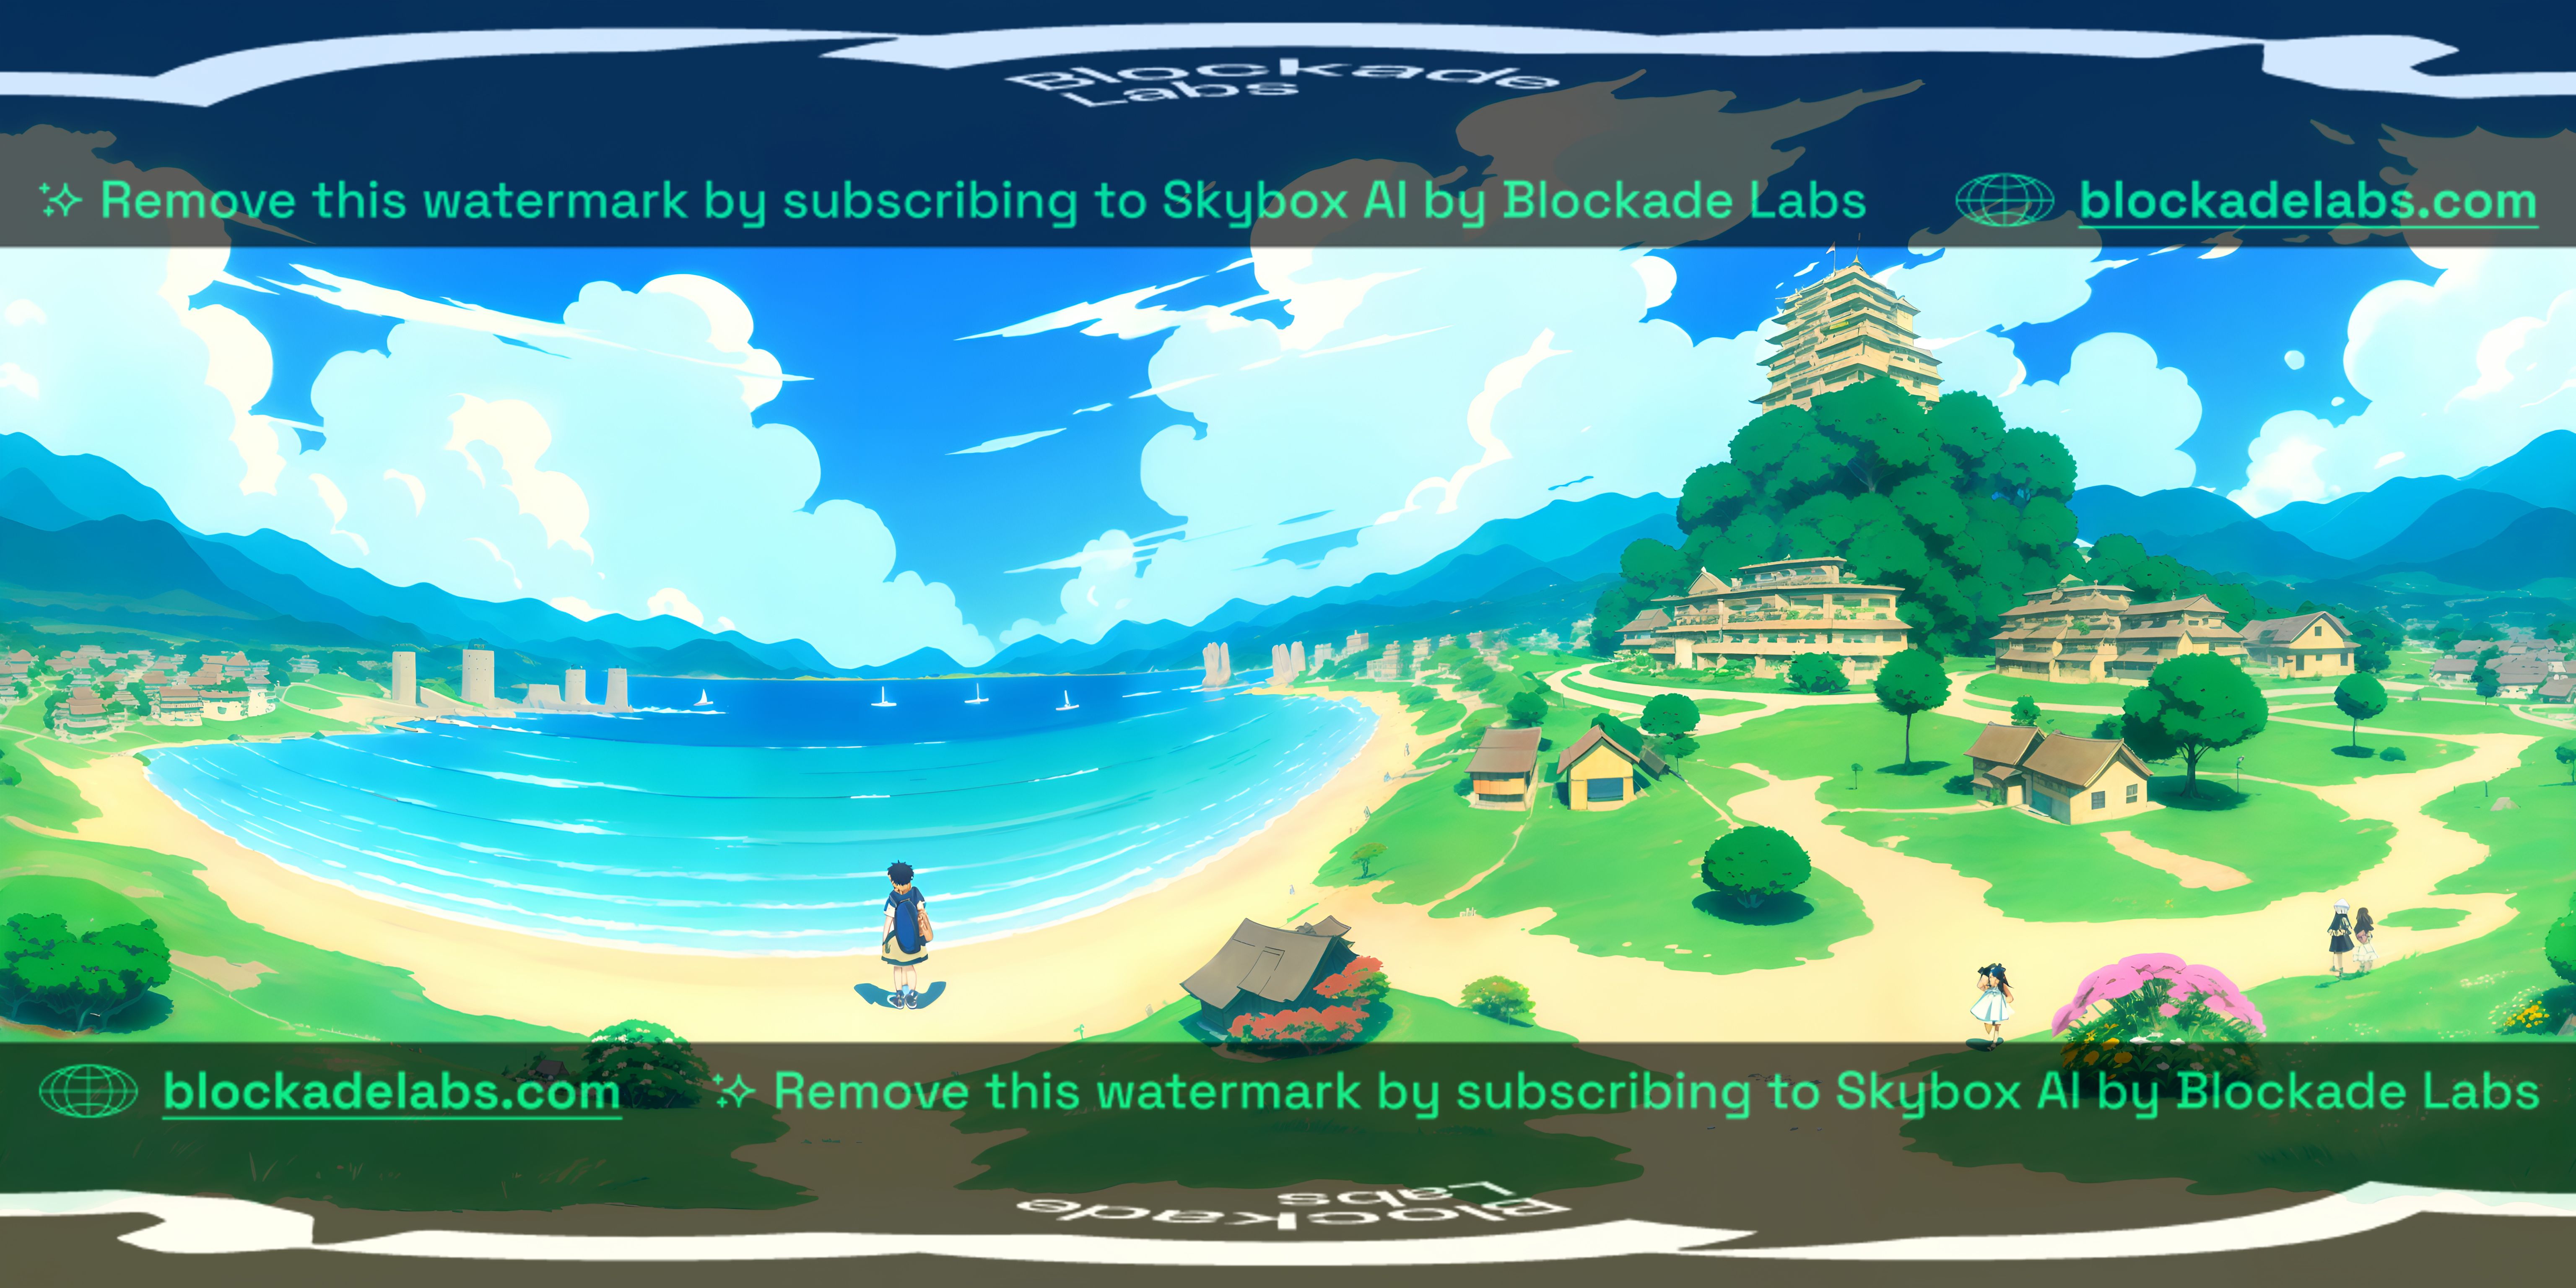 Blockade
Labs
Remove this watermark by subscribing to Skybox AI by Blockade Labs
blockadelabs.com
blockadelabs.com
Remove this watermark by subscribing to Skybox AI by Blockade Labs
Blockade
Labs